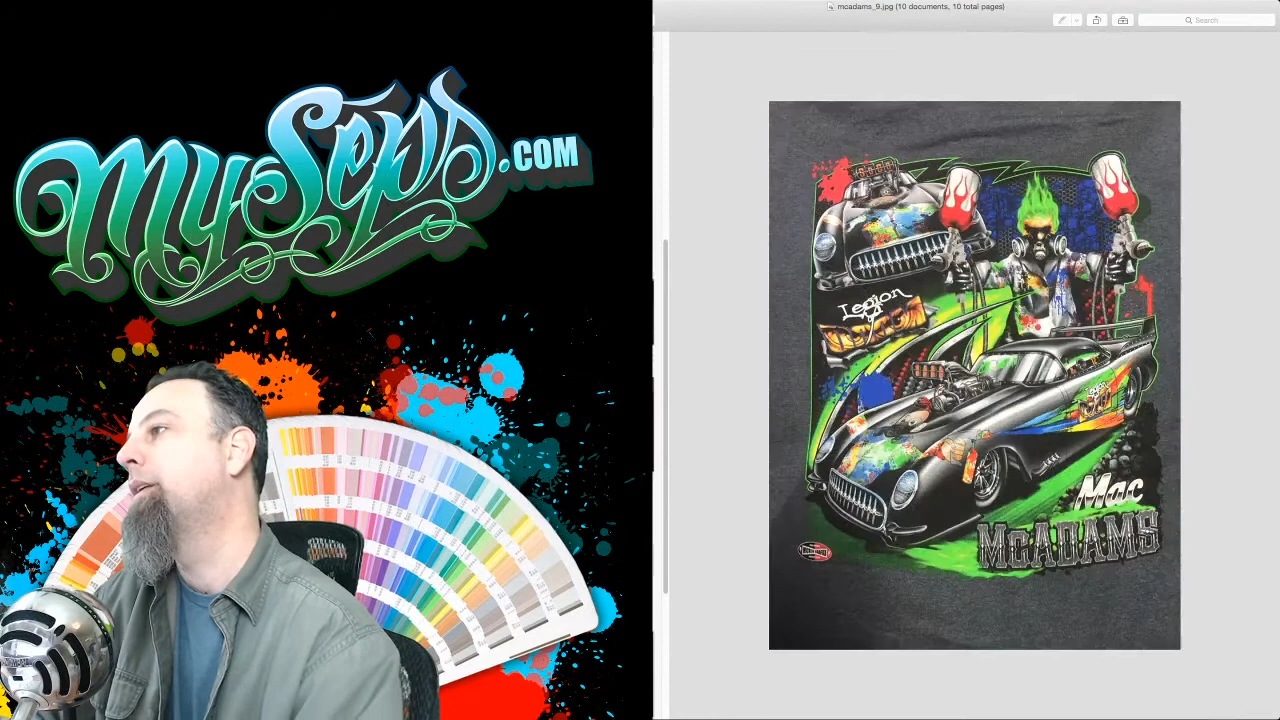 mcadams_9.jpg (10 documents, 10 total pages)
Search
MySeps.COM
Legion
Mac
McADAMS